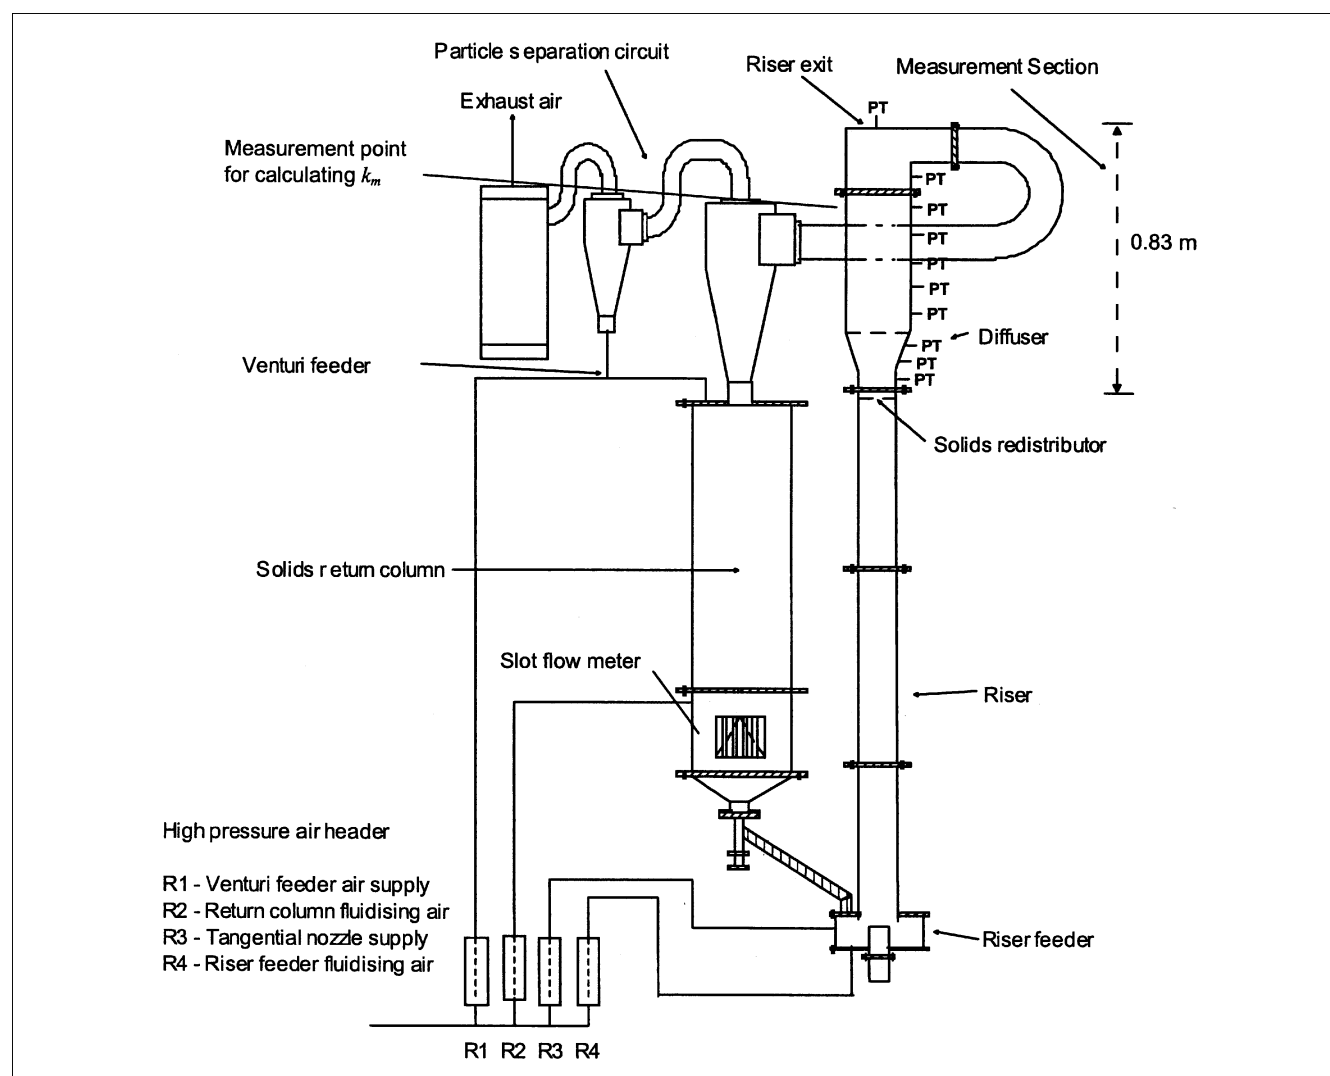 Particle separation circuit
Riser exit
Measurement Section
Exhaust air
PT
Measurement point
for calculating km
PT
PT
PT
0.83 m
PT
PT
PT
Diffuser
PT
Venturi feeder
PT
PT
Solids redistributor
Solids return column
Slot flow meter
Riser
High pressure air header
R1 - Venturi feeder air supply
R2 - Return column fluidising air
R3 - Tangential nozzle supply
R4 - Riser feeder fluidising air
Riser feeder
R1 R2 R3 R4